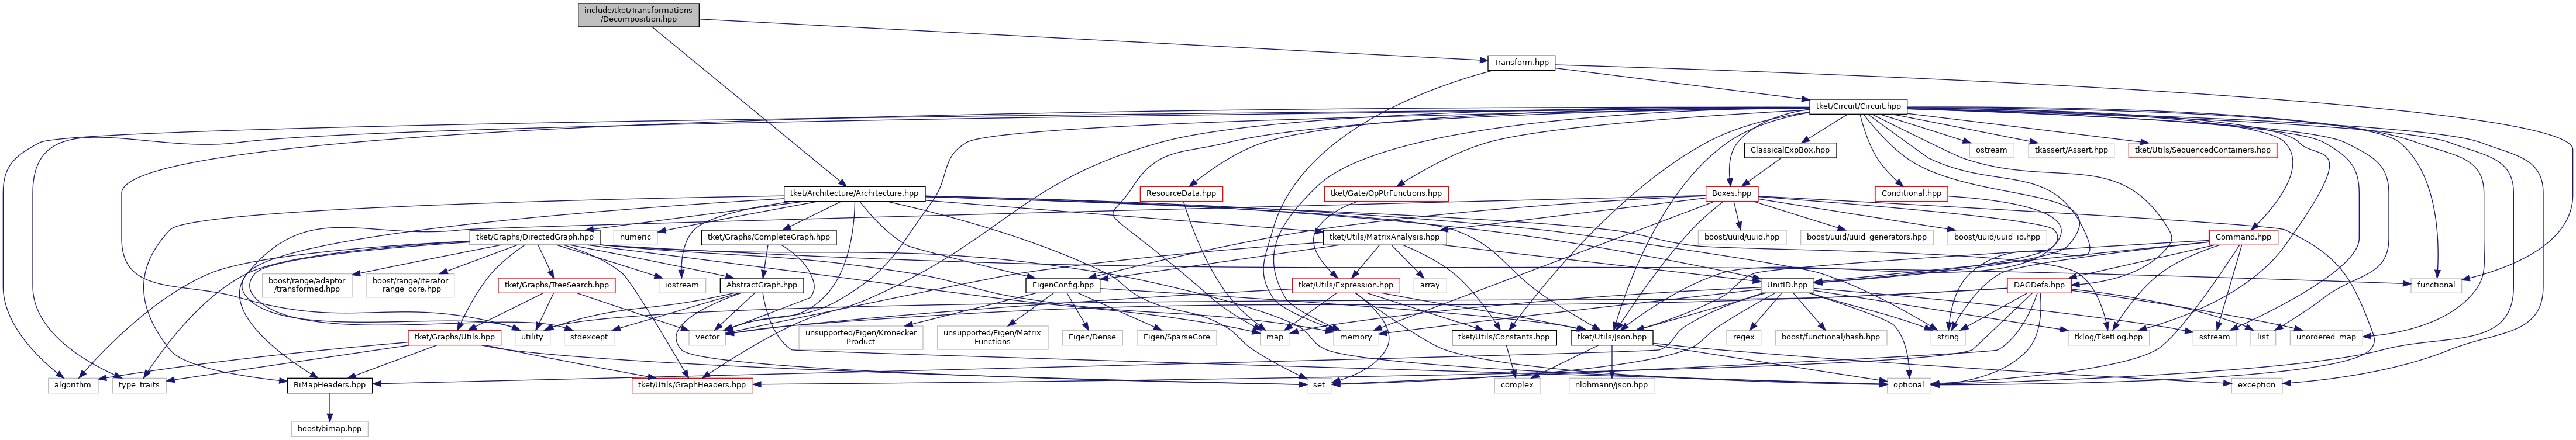 include/tket/Transformations
/Decomposition.hpp
Transform.hpp
tket/Circuit/Circuit.hpp
ClassicalExpBox.hpp
ostream
tkassert/Assert.hpp
tket/Utils/SequencedContainers.hpp
tket/Architecture/Architecture.hpp
ResourceData.hpp
tket/Gate/OpPtrFunctions.hpp
Boxes.hpp
Conditional.hpp
tket/Graphs/DirectedGraph.hpp
numeric
tket/Graphs/CompleteGraph.hpp
tket/Utils/MatrixAnalysis.hpp
boost/uuid/uuid.hpp
boost/uuid/uuid_generators.hpp
boost/uuid/uuid_io.hpp
Command.hpp
boost/range/adaptor
/transformed.hpp
boost/range/iterator
_range_core.hpp
tket/Graphs/TreeSearch.hpp
iostream
AbstractGraph.hpp
EigenConfig.hpp
tket/Utils/Expression.hpp
array
UnitID.hpp
DAGDefs.hpp
functional
tket/Graphs/Utils.hpp
utility
stdexcept
vector
unsupported/Eigen/Kronecker
Product
unsupported/Eigen/Matrix
Functions
Eigen/Dense
Eigen/SparseCore
map
memory
tket/Utils/Constants.hpp
tket/Utils/Json.hpp
regex
boost/functional/hash.hpp
string
tklog/TketLog.hpp
sstream
list
unordered_map
algorithm
type_traits
BiMapHeaders.hpp
tket/Utils/GraphHeaders.hpp
set
complex
nlohmann/json.hpp
optional
exception
boost/bimap.hpp